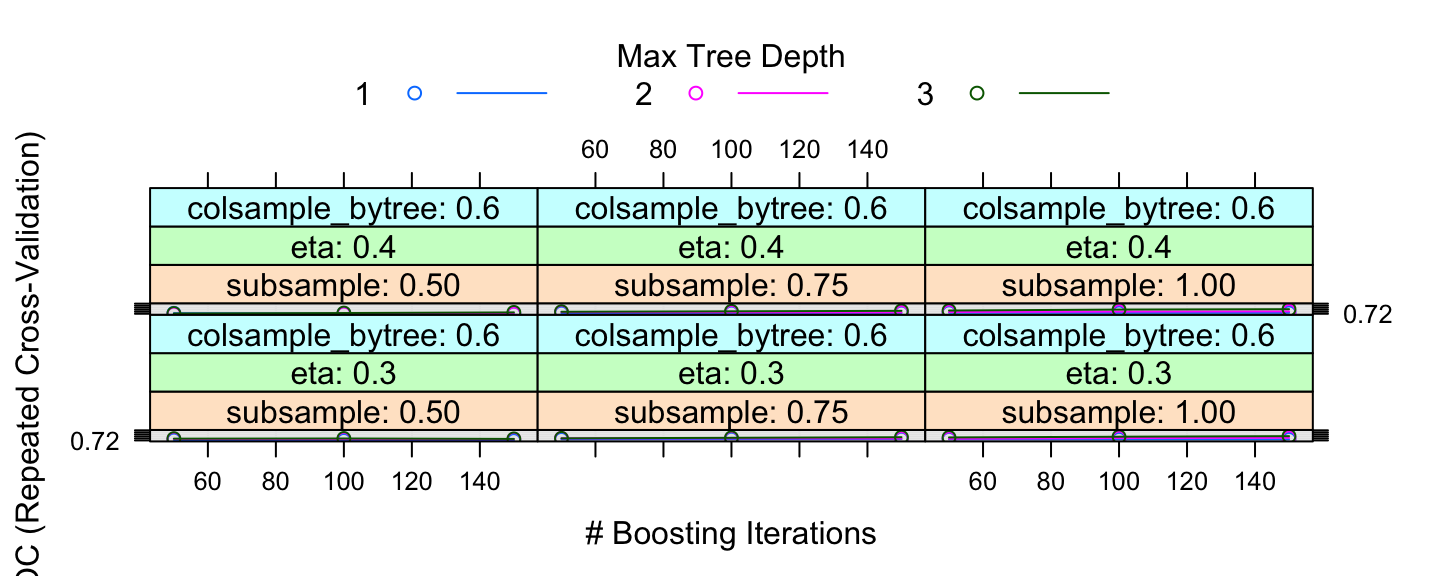 Max Tree Depth
1 2 3
60 80 100 120 140
colsample_bytree: 0.6 colsample_bytree: 0.6 colsample_bytree: 0.6
eta: 0.4 eta: 0.4 eta: 0.4
subsample: 0.50 subsample: 0.75 subsample: 1.00
0.72
colsample_bytree: 0.6 colsample_bytree: 0.6 colsample_bytree: 0.6
eta: 0.3 eta: 0.3 eta: 0.3
subsample: 0.50 subsample: 0.75 subsample: 1.00
0.72
60 80 100 120 140 60 80 100 120 140
# Boosting Iterations
(Repeated Cross-Validation)